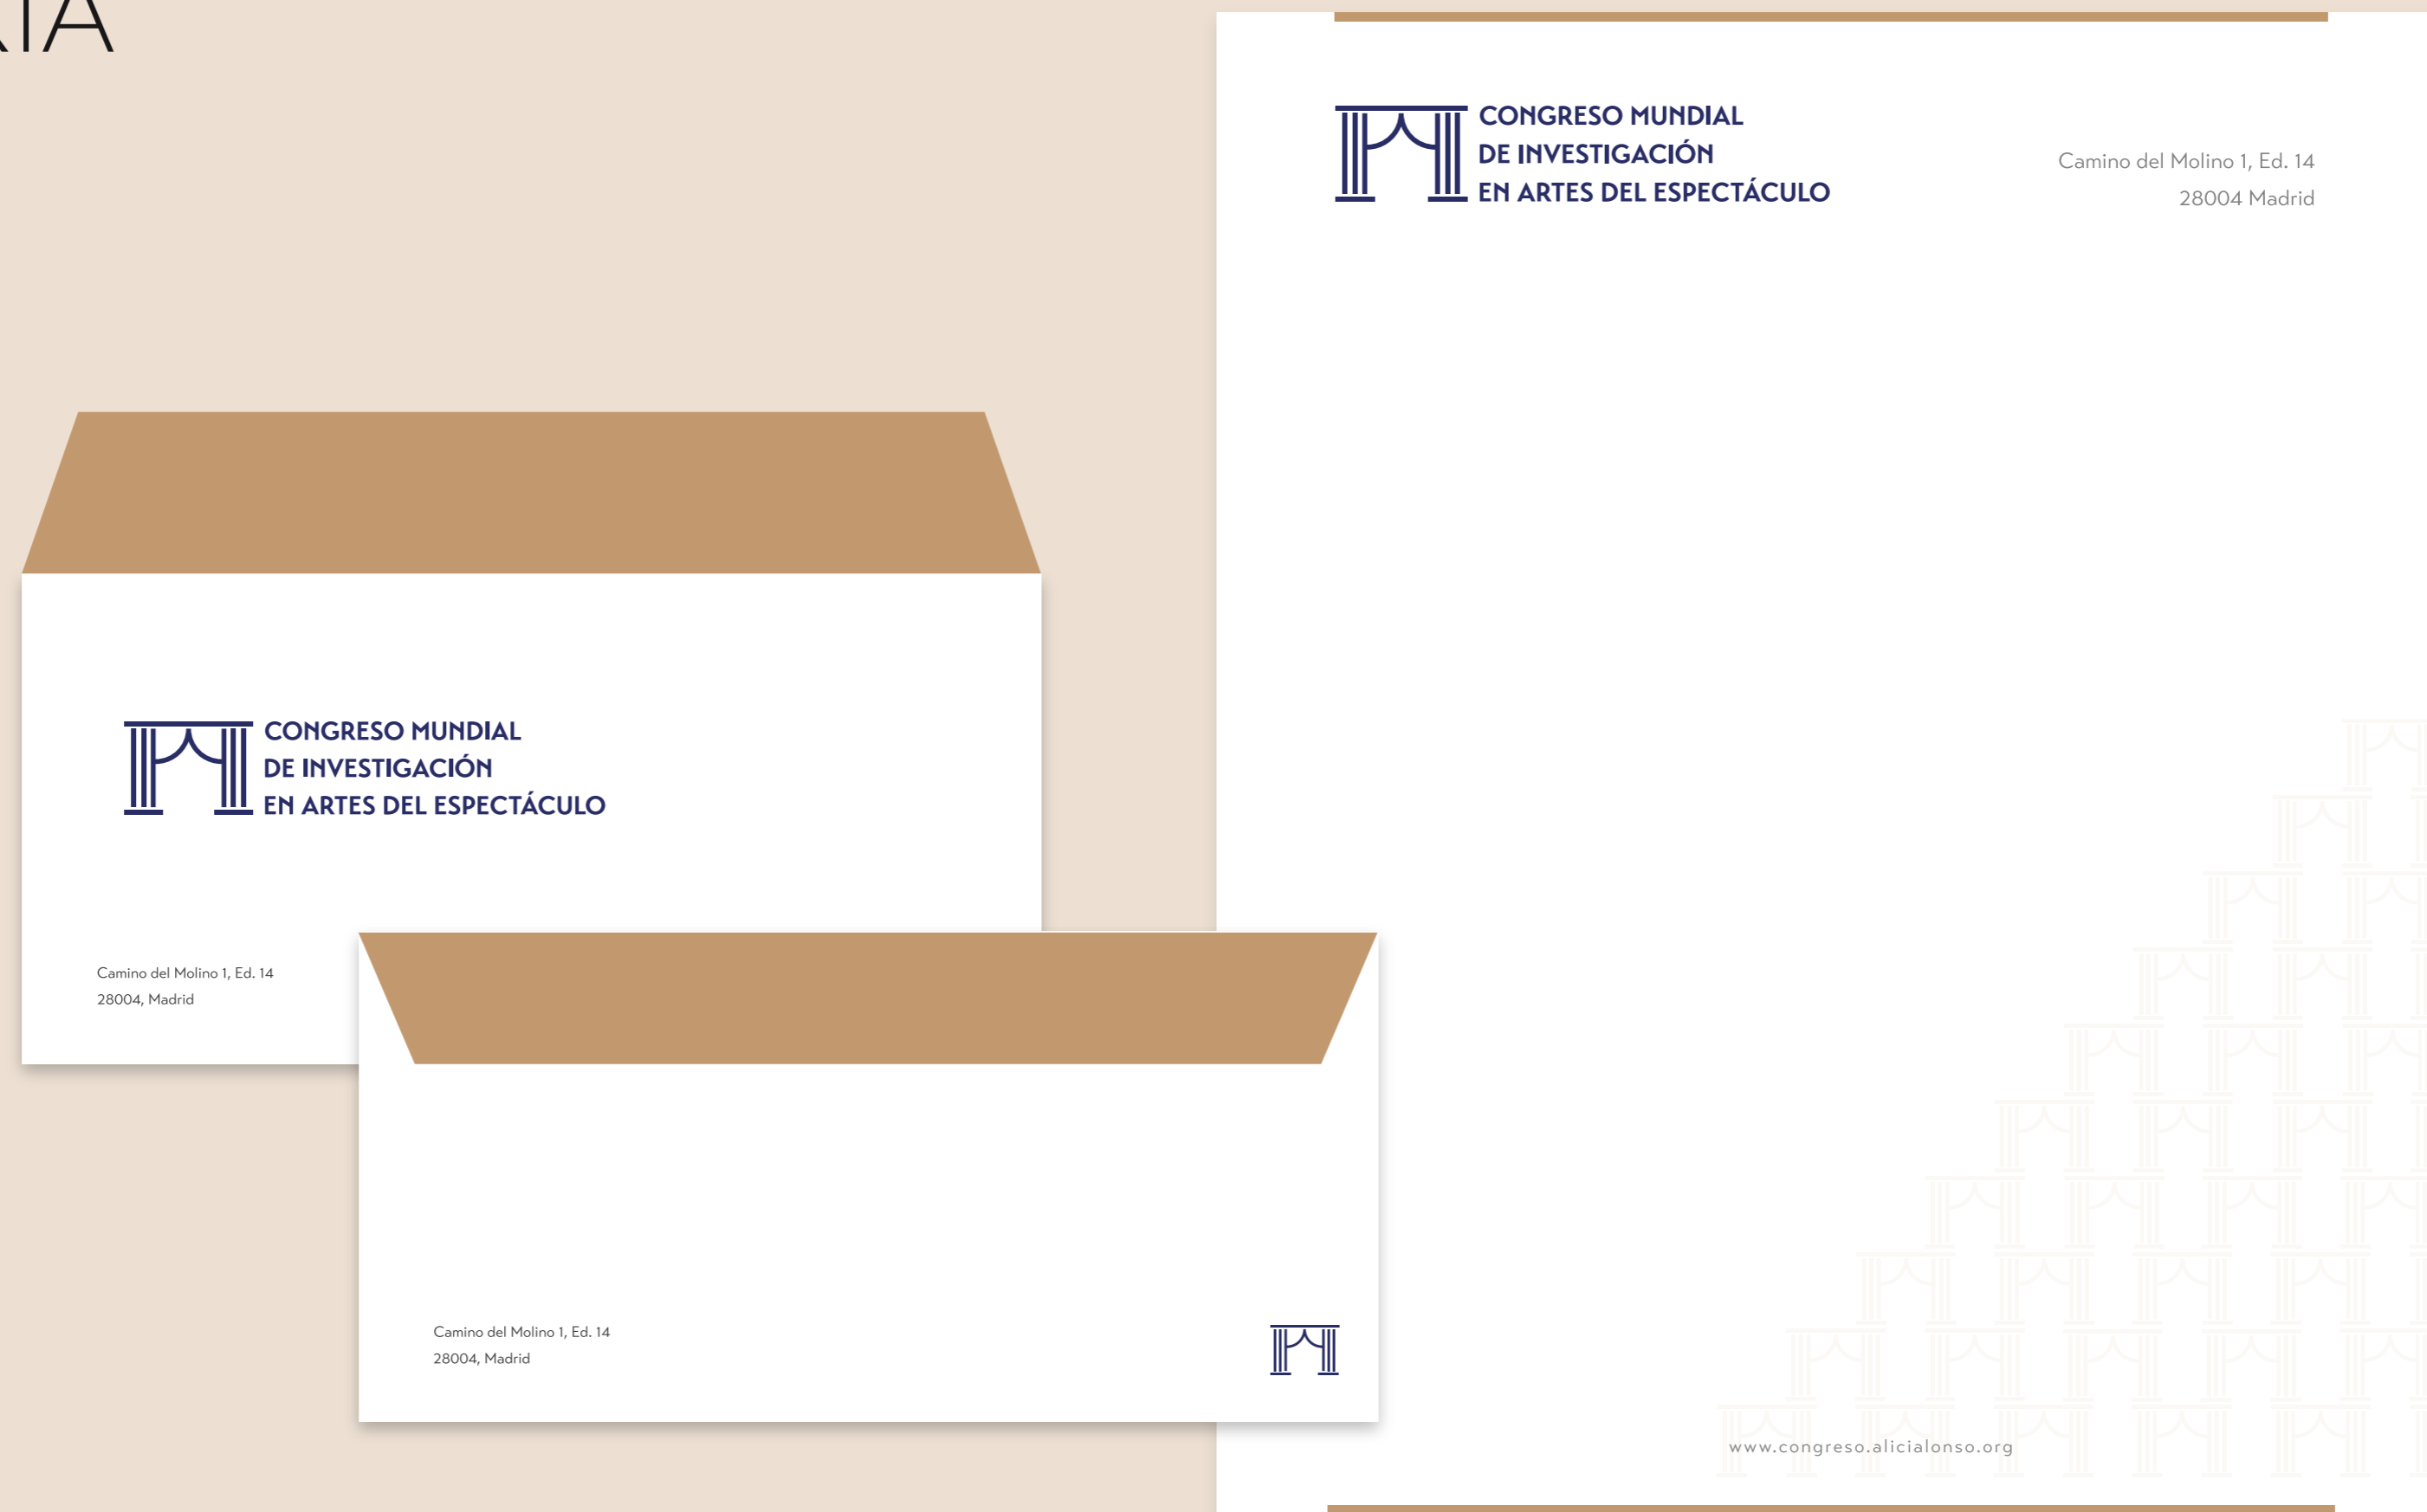 CONGRESO MUNDIAL
DE INVESTIGACIÓN
EN ARTES DEL ESPECTÁCULO
Camino del Molino 1, Ed. 14
28004 Madrid
CONGRESO MUNDIAL
DE INVESTIGACIÓN
EN ARTES DEL ESPECTÁCULO
Camino del Molino 1, Ed. 14
28004, Madrid
Camino del Molino 1, Ed. 14
28004, Madrid
www.congreso.alicialonso.org